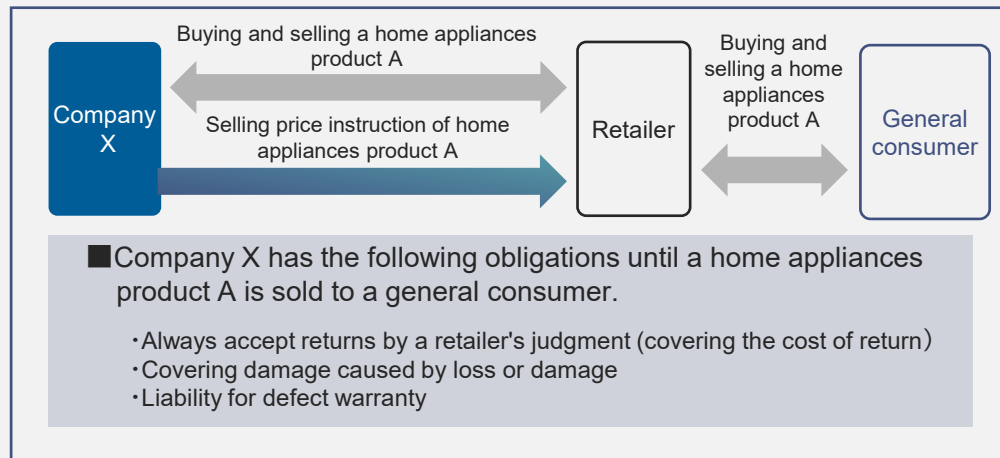 Buying and selling a home appliances
product A
Company
X
Selling price instruction of home
appliances product A
Retailer
Buying and
selling a home
appliances
product A
General
consumer
■Company X has the following obligations until a home appliances
product A is sold to a general consumer.
・Always accept returns by a retailer's judgment (covering the cost of return）
・Covering damage caused by loss or damage
・Liability for defect warranty